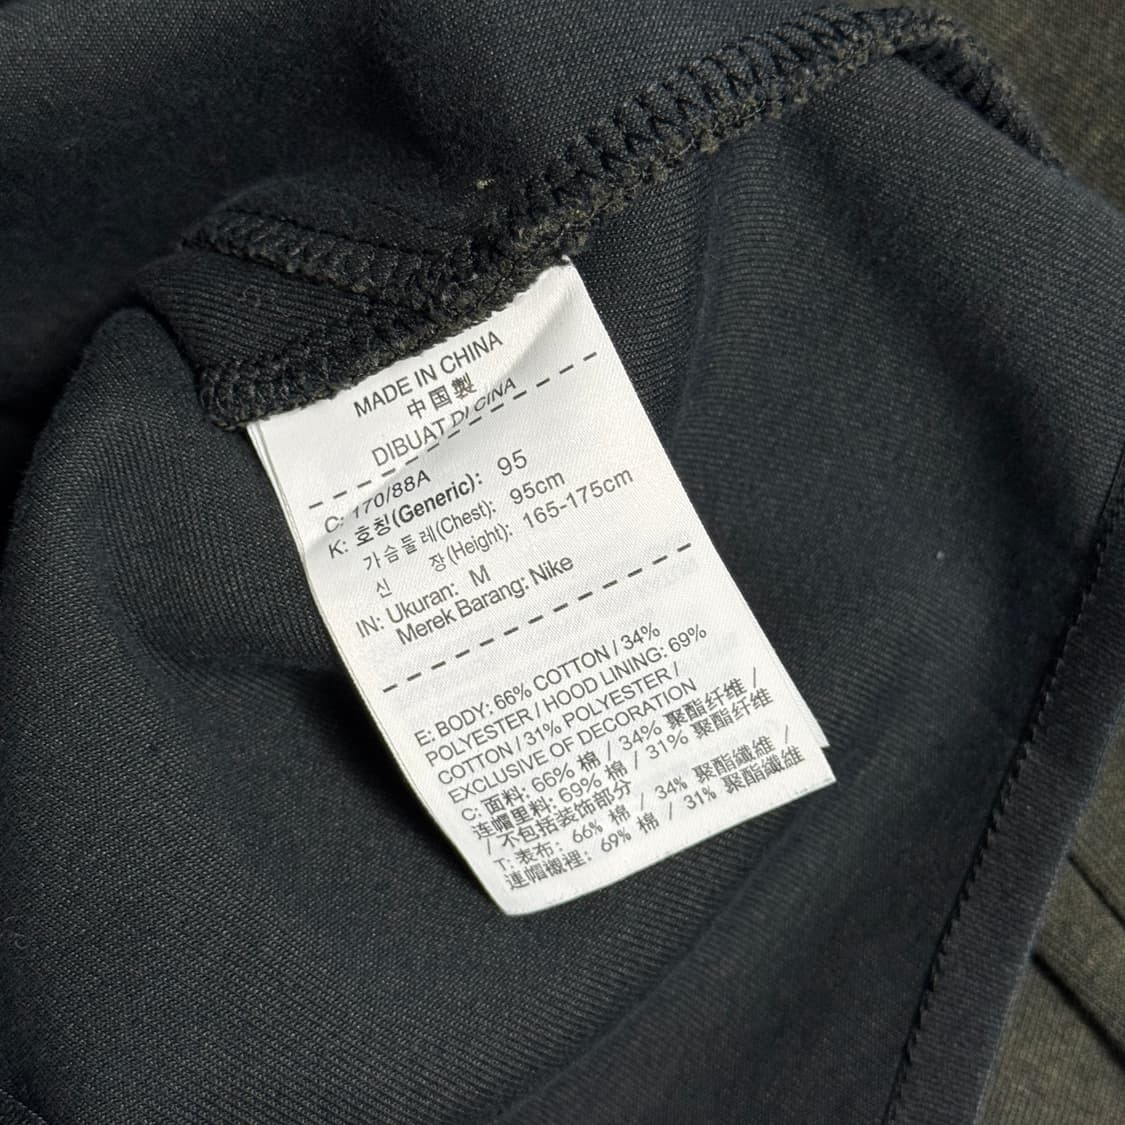 MADE IN CHINA
中国製
DIBUAT DI CINA
C: 170/88A
K: 호칭(Generic): 95
가슴둘레(Chest): 95cm
신 장(Height): 165-175cm
IN: Ukuran: M
Merek Barang: Nike
E: BODY: 66% COTTON / 34%
POLYESTER / HOOD LINING: 69%
COTTON / 31% POLYESTER /
EXCLUSIVE OF DECORATION
C: 面料: 66% 棉 / 34% 聚酯纤维 /
连帽里料: 69% 棉 / 31% 聚酯纤维
/ 不包括装饰部分
T: 表布: 66% 棉 / 34% 聚酯纖維 /
連帽襯裡: 69% 棉 / 31% 聚酯纖維